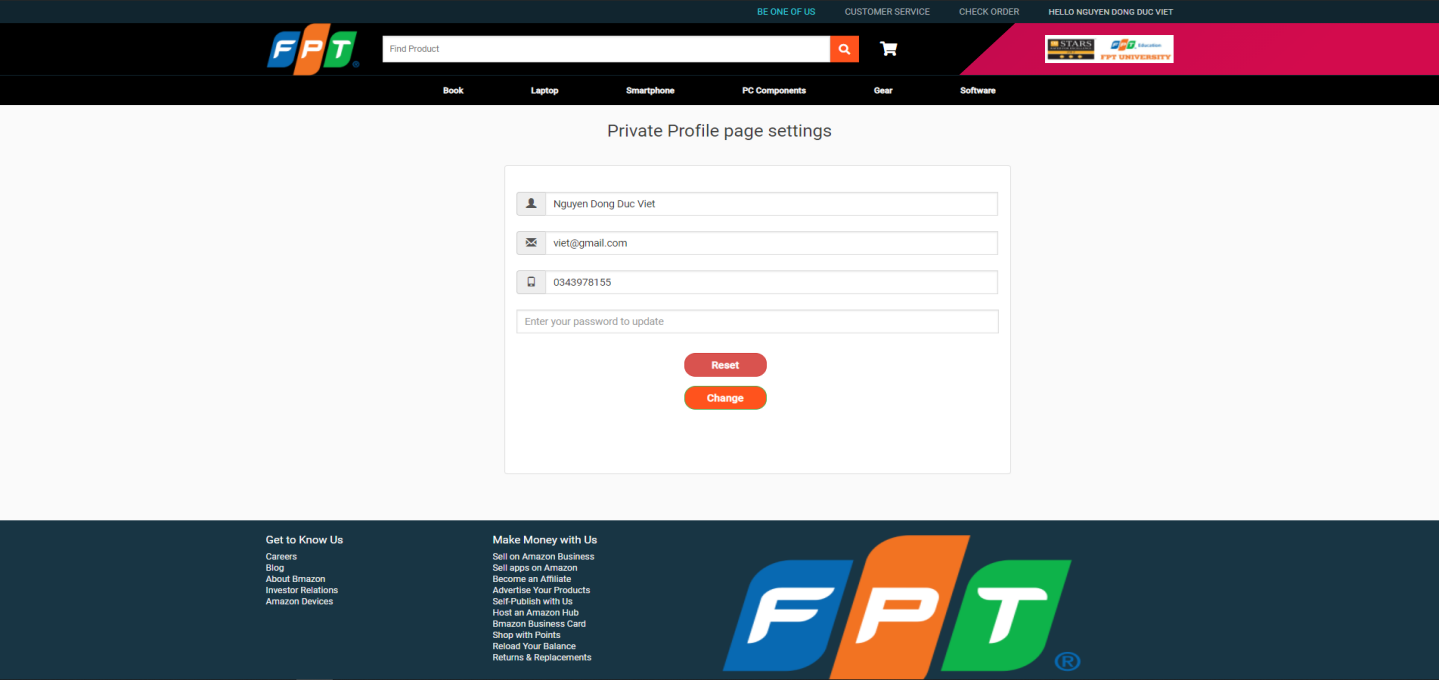 BE ONE OF US CUSTOMER SERVICE CHECK ORDER HELLO NGUYEN DONG DUC VIET
FPT®
Find Product
STARS
FPT Education
FPT UNIVERSITY
Book Laptop Smartphone PC Components Gear Software
Private Profile page settings
Nguyen Dong Duc Viet
viet@gmail.com
0343978155
Enter your password to update
Reset
Change
Get to Know Us
Careers
Blog
About Bmazon
Investor Relations
Amazon Devices
Make Money with Us
Sell on Amazon Business
Sell apps on Amazon
Become an Affiliate
Advertise Your Products
Self-Publish with Us
Host an Amazon Hub
Bmazon Business Card
Shop with Points
Reload Your Balance
Returns & Replacements
FPT®